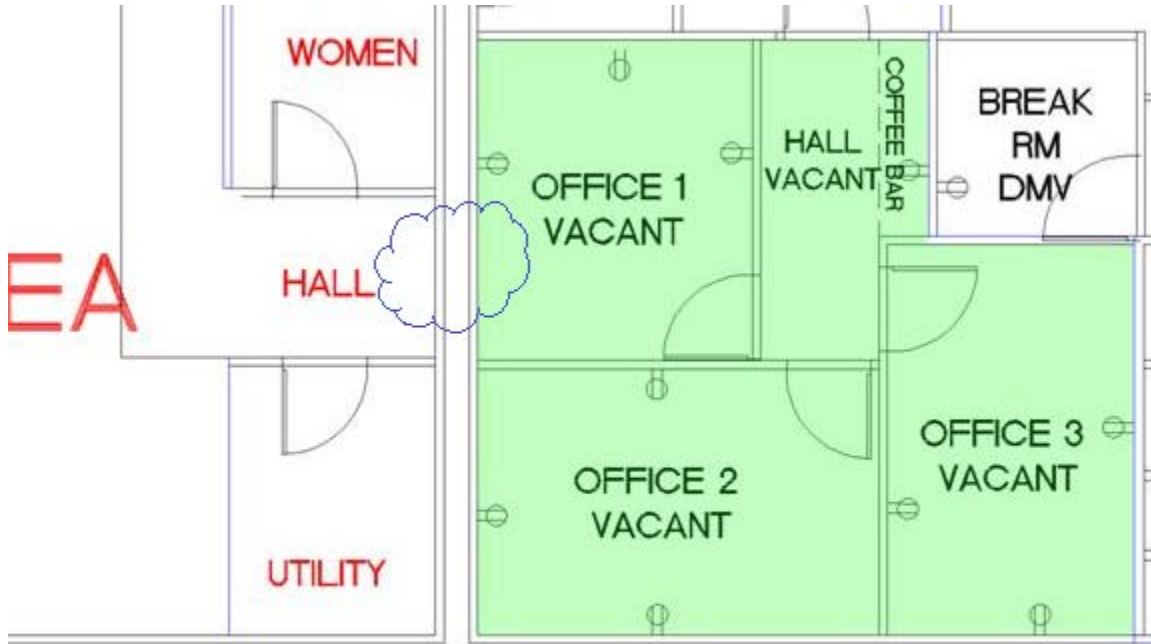 WOMEN
HALL
EA
UTILITY
OFFICE 1
VACANT
HALL
VACANT
COFFEE BAR
BREAK
RM
DMV
OFFICE 2
VACANT
OFFICE 3
VACANT